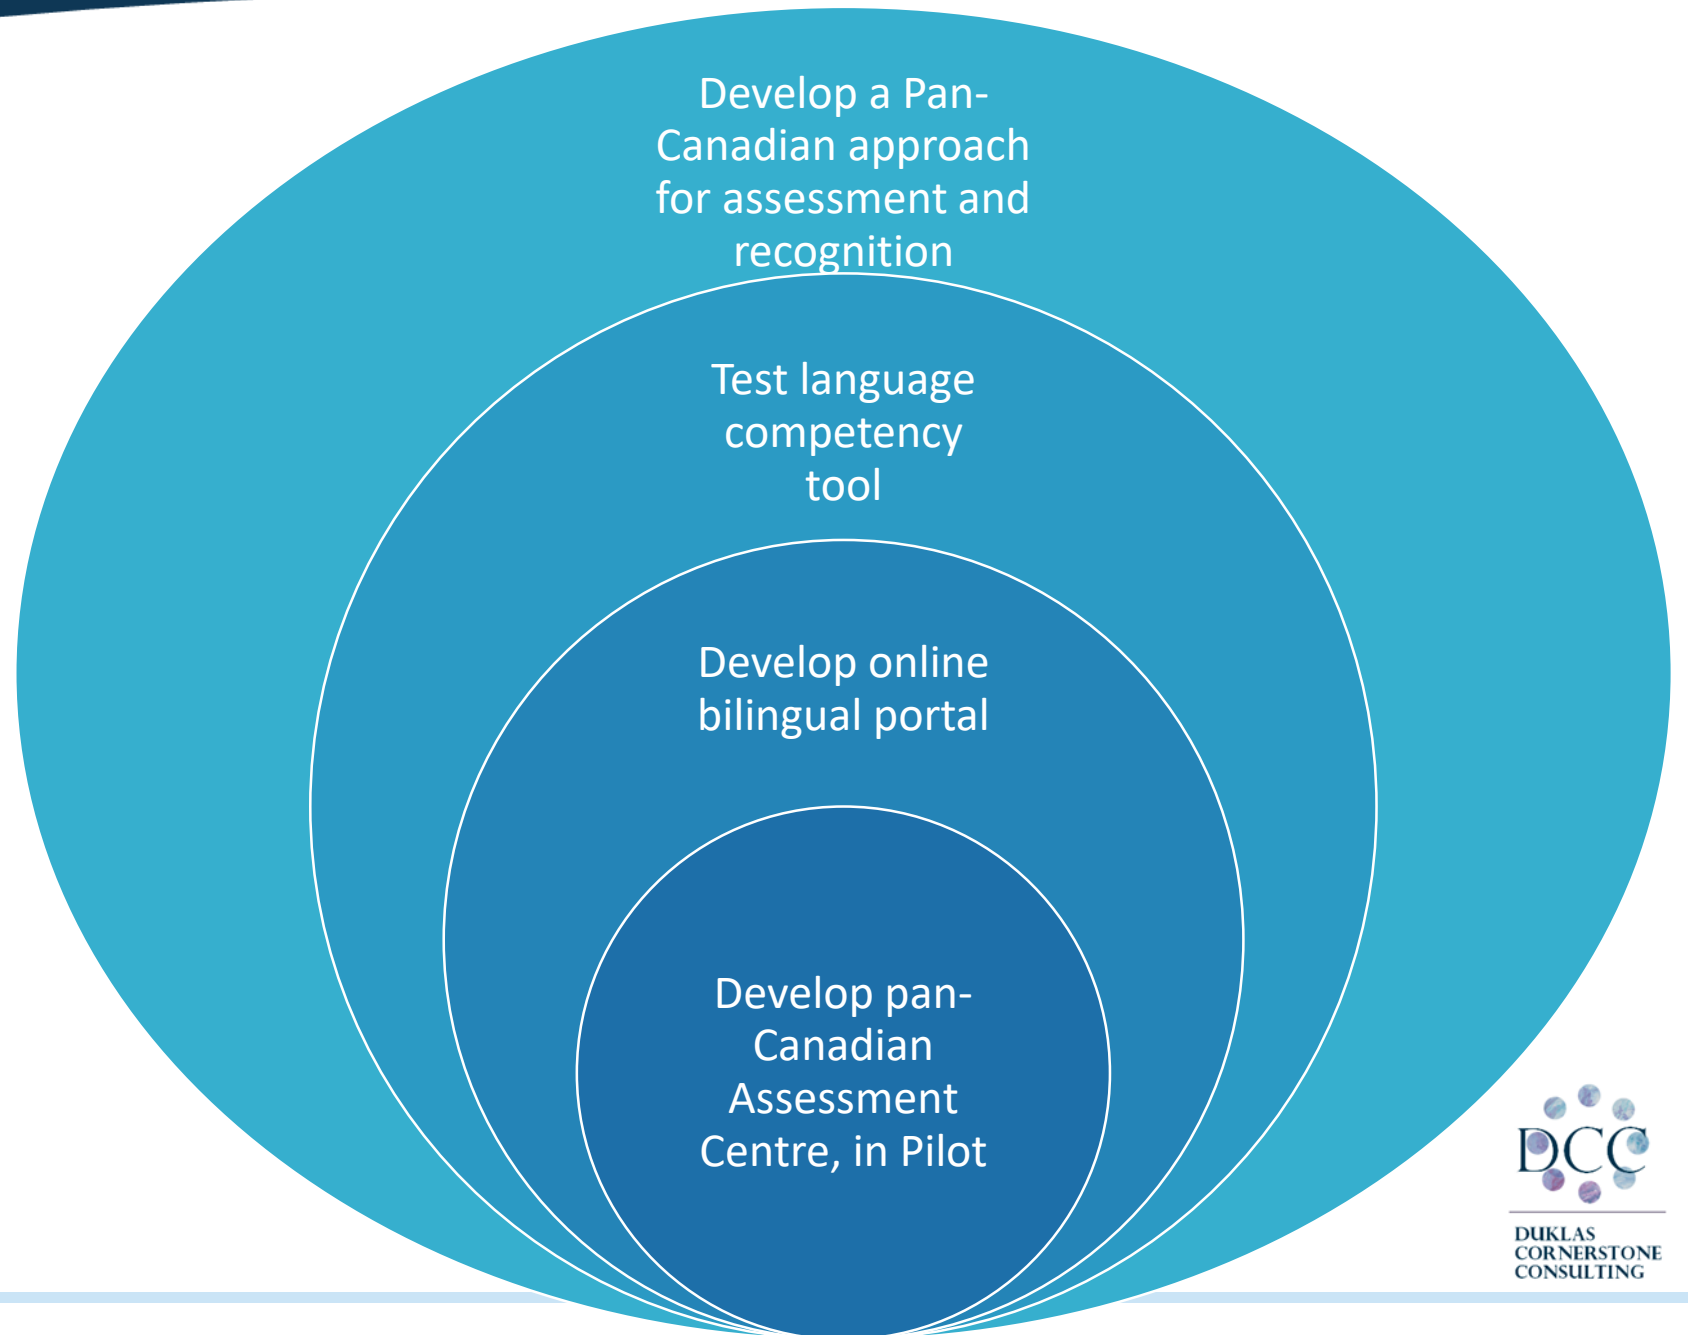 Develop a Pan-
Canadian approach
for assessment and
recognition
Test language
competency
tool
Develop online
bilingual portal
Develop pan-
Canadian
Assessment
Centre, in Pilot
DCC
DUKLAS
CORNERSTONE
CONSULTING